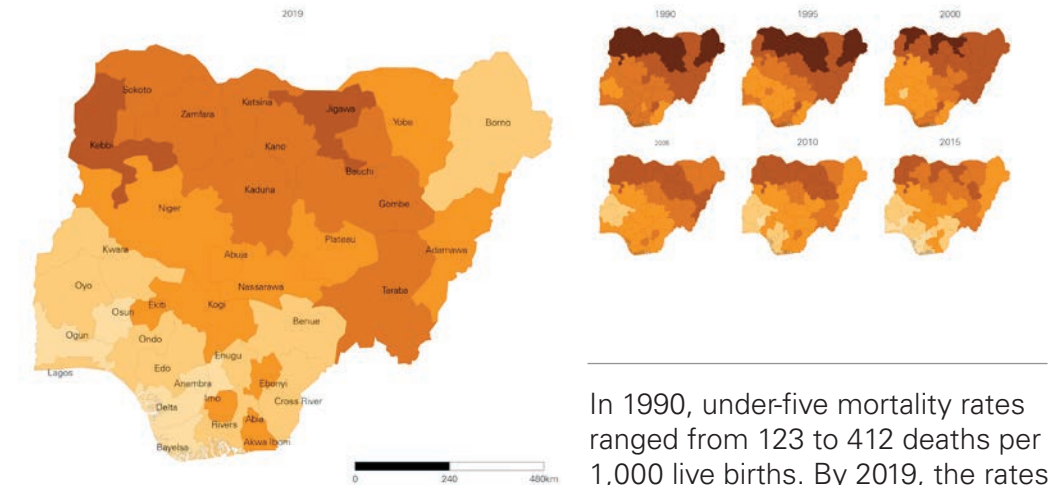 2019
1990
1995
2000
2005
2010
2015
Sokoto
Katsina
Zamfara
Jigawa
Yobe
Borno
Kebbi
Kano
Bauchi
Kaduna
Gombe
Niger
Plateau
Adamawa
Kwara
Abuja
Oyo
Nassarawa
Taraba
Osun
Ekiti
Kogi
Benue
Ogun
Ondo
Enugu
Lagos
Edo
Anambra
Ebonyi
Imo
Cross River
Delta
Abia
Rivers
Akwa Ibom
Bayelsa
0 240 480km
In 1990, under-five mortality rates
ranged from 123 to 412 deaths per
1,000 live births. By 2019, the rates